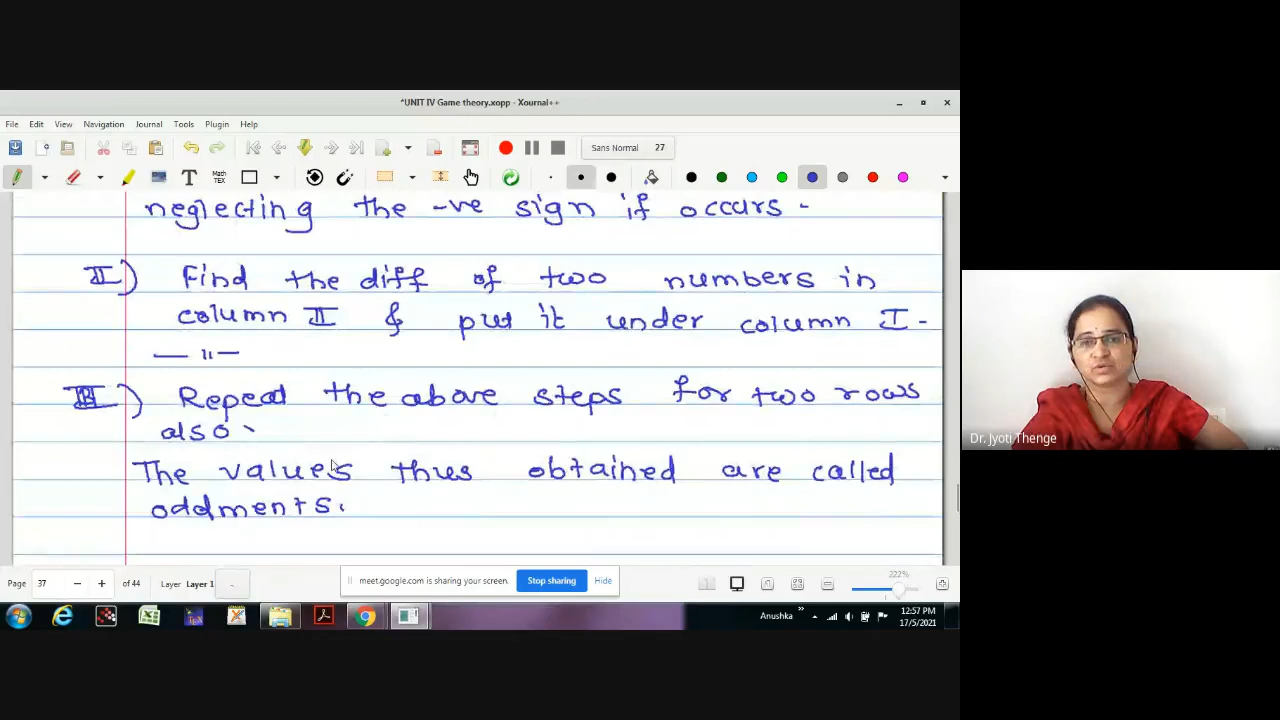 *UNIT IV Game theory.xopp - Xournal++
File Edit View Navigation Journal Tools Plugin Help
Sans Normal 27
Math
TEX
neglecting the -ve sign if occurs -
II) Find the diff of two numbers in
column II & put it under column I -
— 11 —
III) Repeat the above steps for two rows
also -
The values thus obtained are called
oddments.
Dr. Jyoti Thenge
Page 37 of 44 Layer Layer 1
meet.google.com is sharing your screen. Stop sharing Hide
222%
Anushka
12:57 PM
17/5/2021